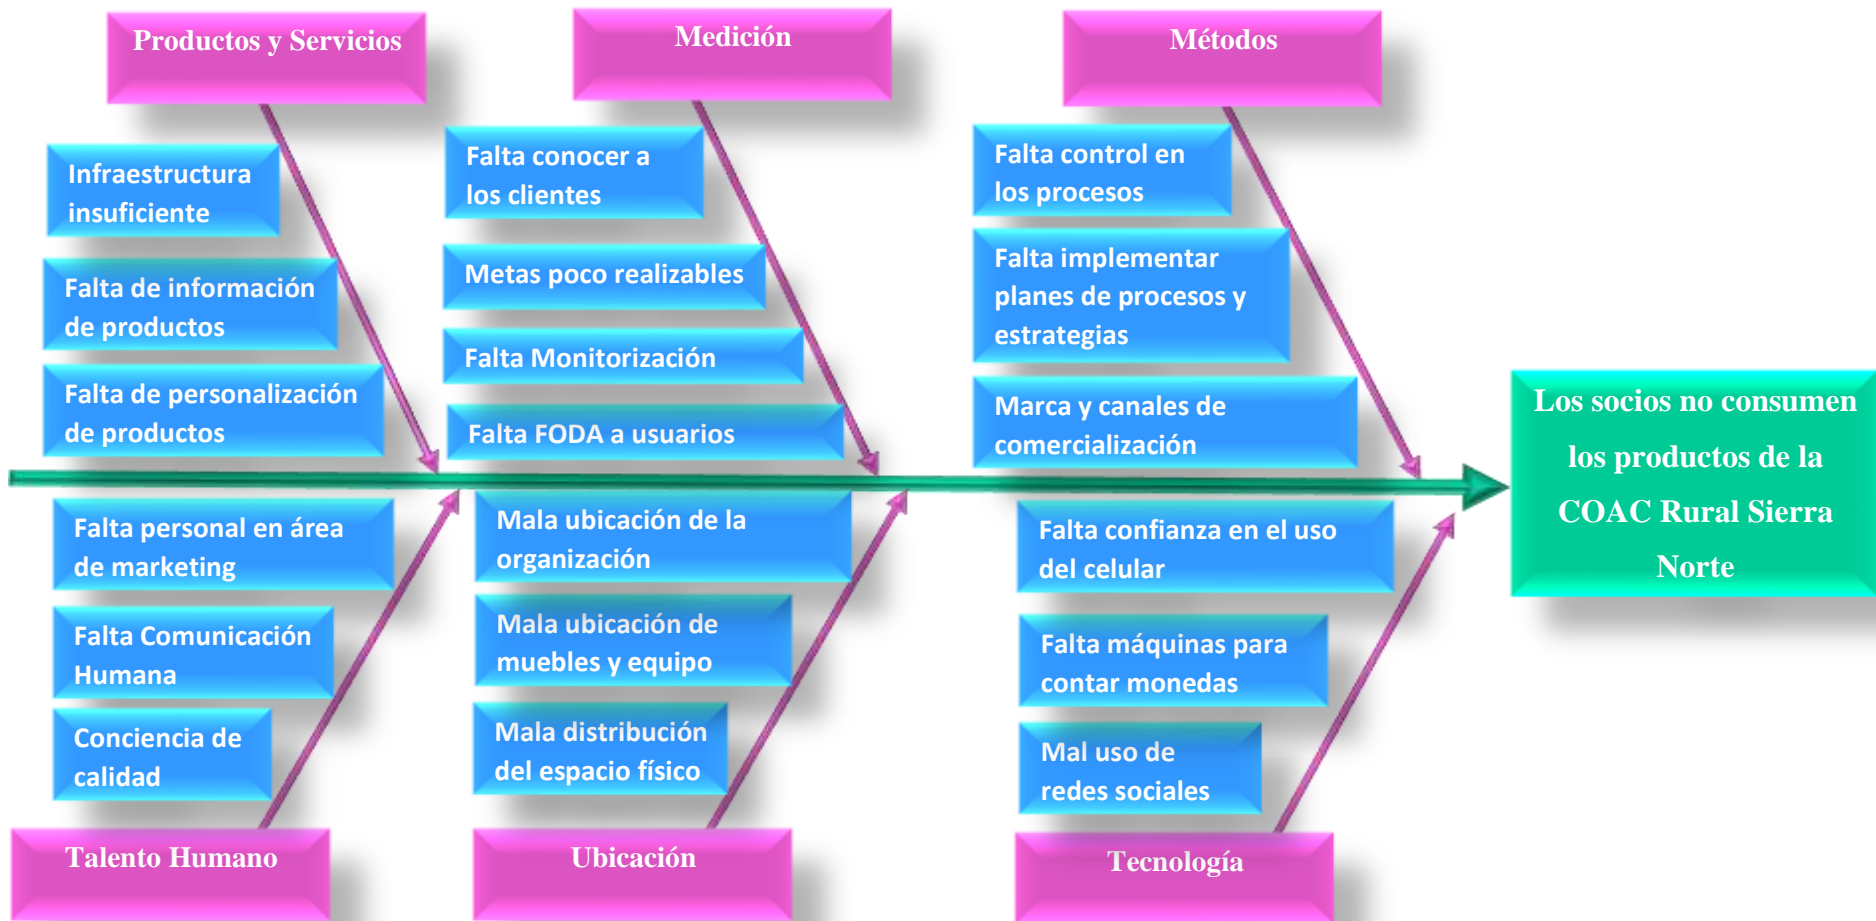 Productos y Servicios
Medición
Métodos
Infraestructura
insuficiente
Falta de información
de productos
Falta de personalización
de productos
Falta conocer a
los clientes
Metas poco realizables
Falta Monitorización
Falta FODA a usuarios
Falta control en
los procesos
Falta implementar
planes de procesos y
estrategias
Marca y canales de
comercialización
Los socios no consumen
los productos de la
COAC Rural Sierra
Norte
Falta personal en área
de marketing
Falta Comunicación
Humana
Conciencia de
calidad
Mala ubicación de la
organización
Mala ubicación de
muebles y equipo
Mala distribución
del espacio físico
Falta confianza en el uso
del celular
Falta máquinas para
contar monedas
Mal uso de
redes sociales
Talento Humano
Ubicación
Tecnología